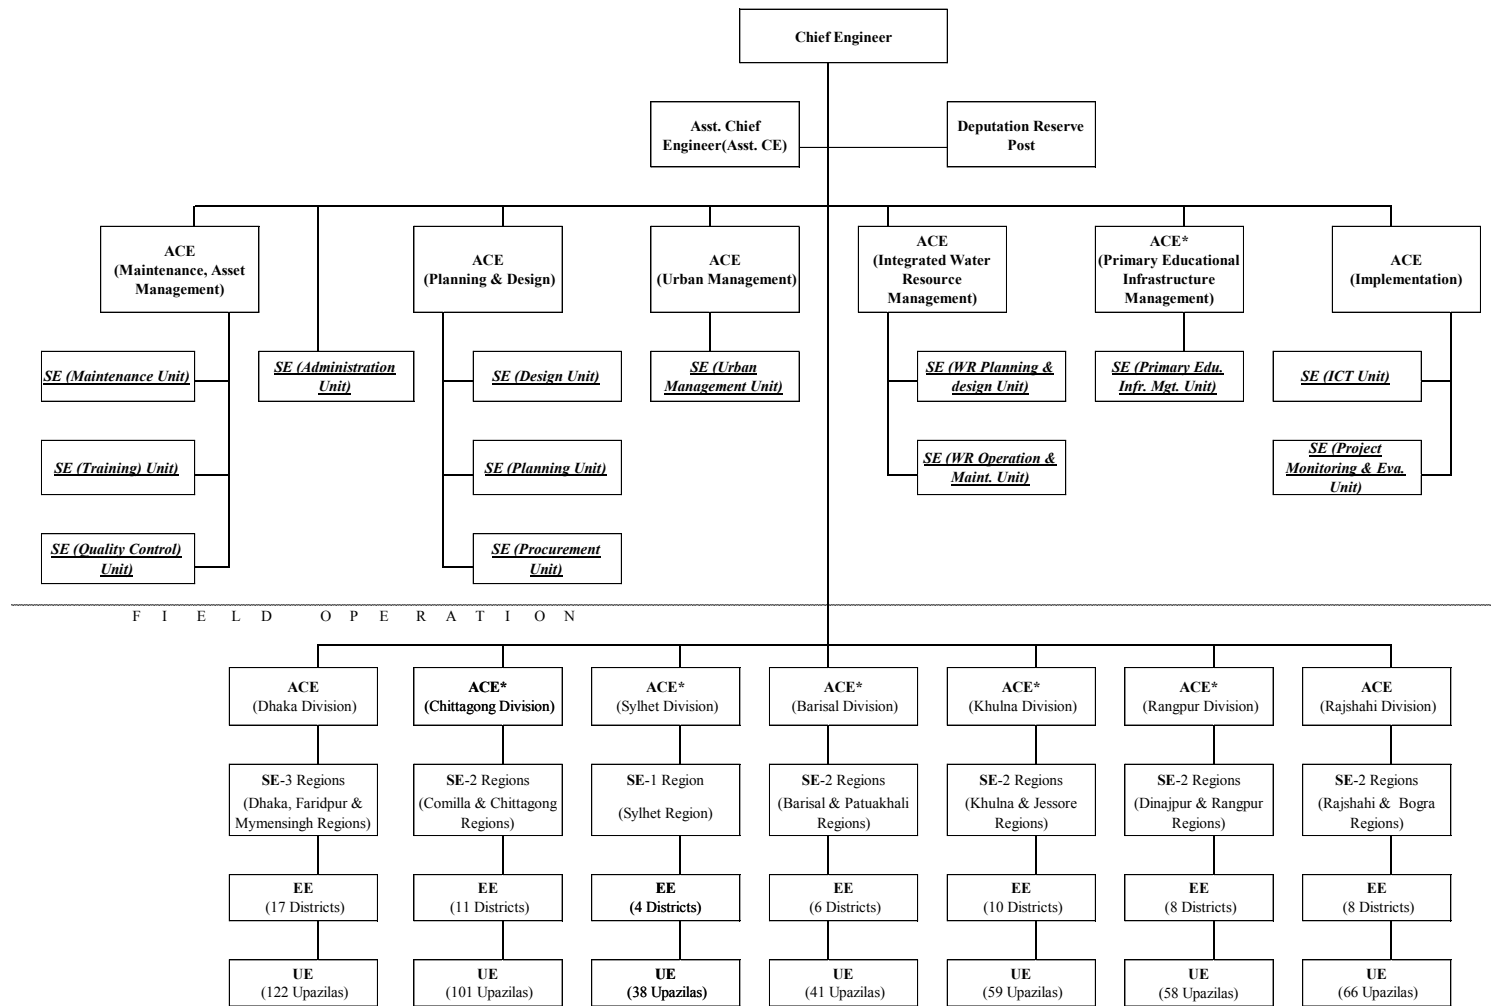 Chief Engineer
Asst. Chief
Engineer(Asst. CE)
Deputation Reserve
Post
ACE
(Maintenance, Asset
Management)
ACE
(Planning & Design)
ACE
(Urban Management)
ACE
(Integrated Water
Resource
Management)
ACE*
(Primary Educational
Infrastructure
Management)
ACE
(Implementation)
SE (Maintenance Unit)
SE (Administration
Unit)
SE (Design Unit)
SE (Urban
Management Unit)
SE (WR Planning &
design Unit)
SE (Primary Edu.
Infr. Mgt. Unit)
SE (ICT Unit)
SE (Training) Unit)
SE (Planning Unit)
SE (WR Operation &
Maint. Unit)
SE (Project
Monitoring & Eva.
Unit)
SE (Quality Control)
Unit)
SE (Procurement
Unit)
FIELD OPERATION
ACE
(Dhaka Division)
ACE*
(Chittagong Division)
ACE*
(Sylhet Division)
ACE*
(Barisal Division)
ACE*
(Khulna Division)
ACE*
(Rangpur Division)
ACE
(Rajshahi Division)
SE-3 Regions
(Dhaka, Faridpur &
Mymensingh Regions)
SE-2 Regions
(Comilla & Chittagong
Regions)
SE-1 Region
(Sylhet Region)
SE-2 Regions
(Barisal & Patuakhali
Regions)
SE-2 Regions
(Khulna & Jessore
Regions)
SE-2 Regions
(Dinajpur & Rangpur
Regions)
SE-2 Regions
(Rajshahi & Bogra
Regions)
EE
(17 Districts)
EE
(11 Districts)
EE
(4 Districts)
EE
(6 Districts)
EE
(10 Districts)
EE
(8 Districts)
EE
(8 Districts)
UE
(122 Upazilas)
UE
(101 Upazilas)
UE
(38 Upazilas)
UE
(41 Upazilas)
UE
(59 Upazilas)
UE
(58 Upazilas)
UE
(66 Upazilas)